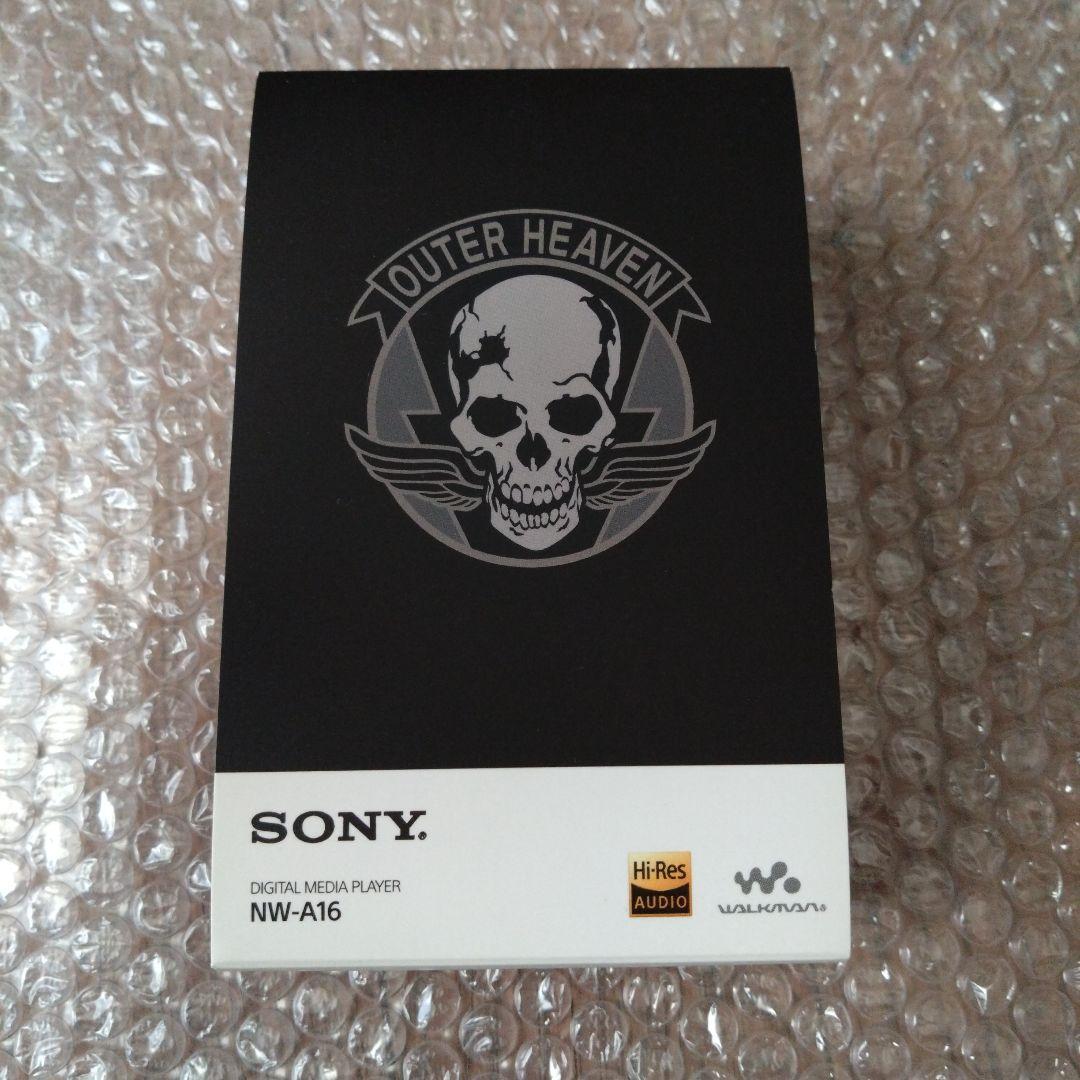 OUTER HEAVEN
SONY®
DIGITAL MEDIA PLAYER
NW-A16
Hi-Res
AUDIO
WALKMAN®